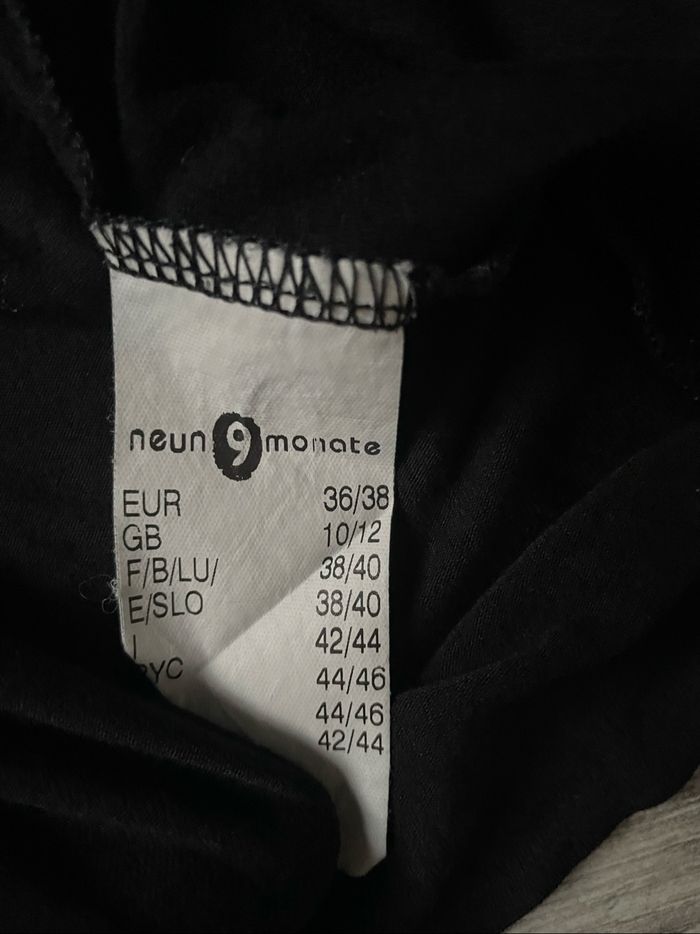 neun 9 monate
EUR 36/38
GB 10/12
F/B/LU/ 38/40
E/SLO 38/40
I 42/44
РУС 44/46
44/46
42/44